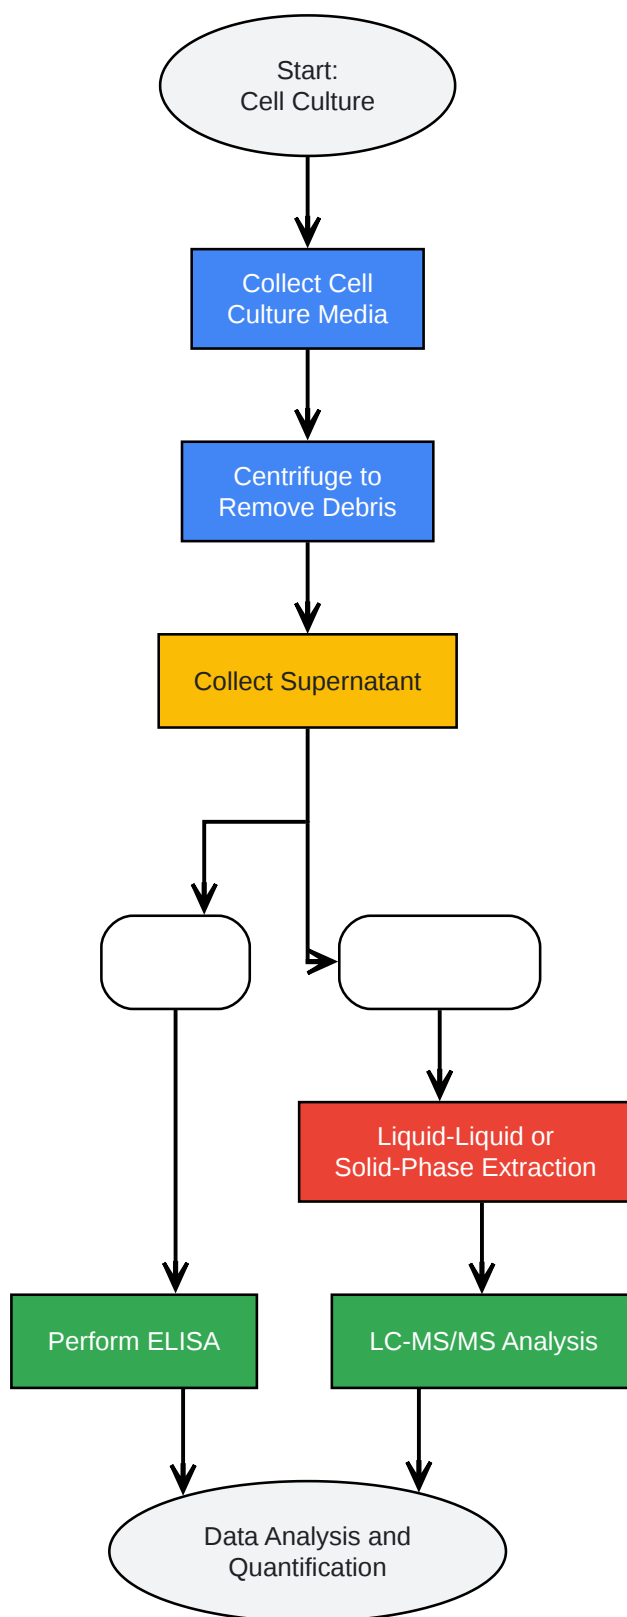 Start:
Cell Culture
Collect Cell
Culture Media
Centrifuge to
Remove Debris
Collect Supernatant
Liquid-Liquid or
Solid-Phase Extraction
Perform ELISA
LC-MS/MS Analysis
Data Analysis and
Quantification